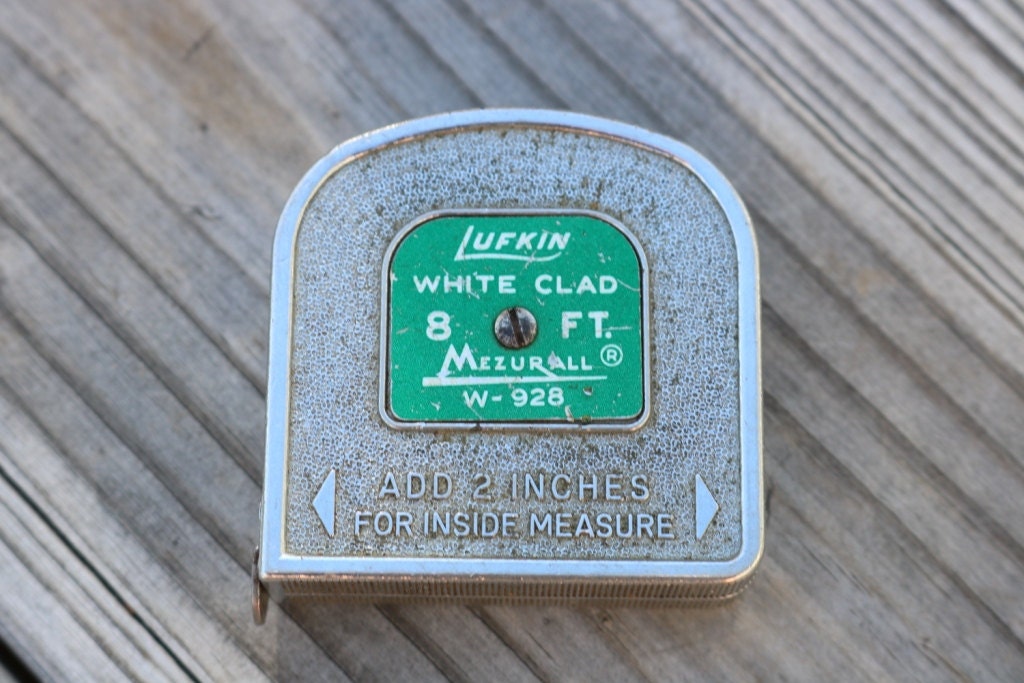 LUFKIN
WHITE CLAD
8 FT.
MEZURALL ®
W-928
ADD 2 INCHES
FOR INSIDE MEASURE